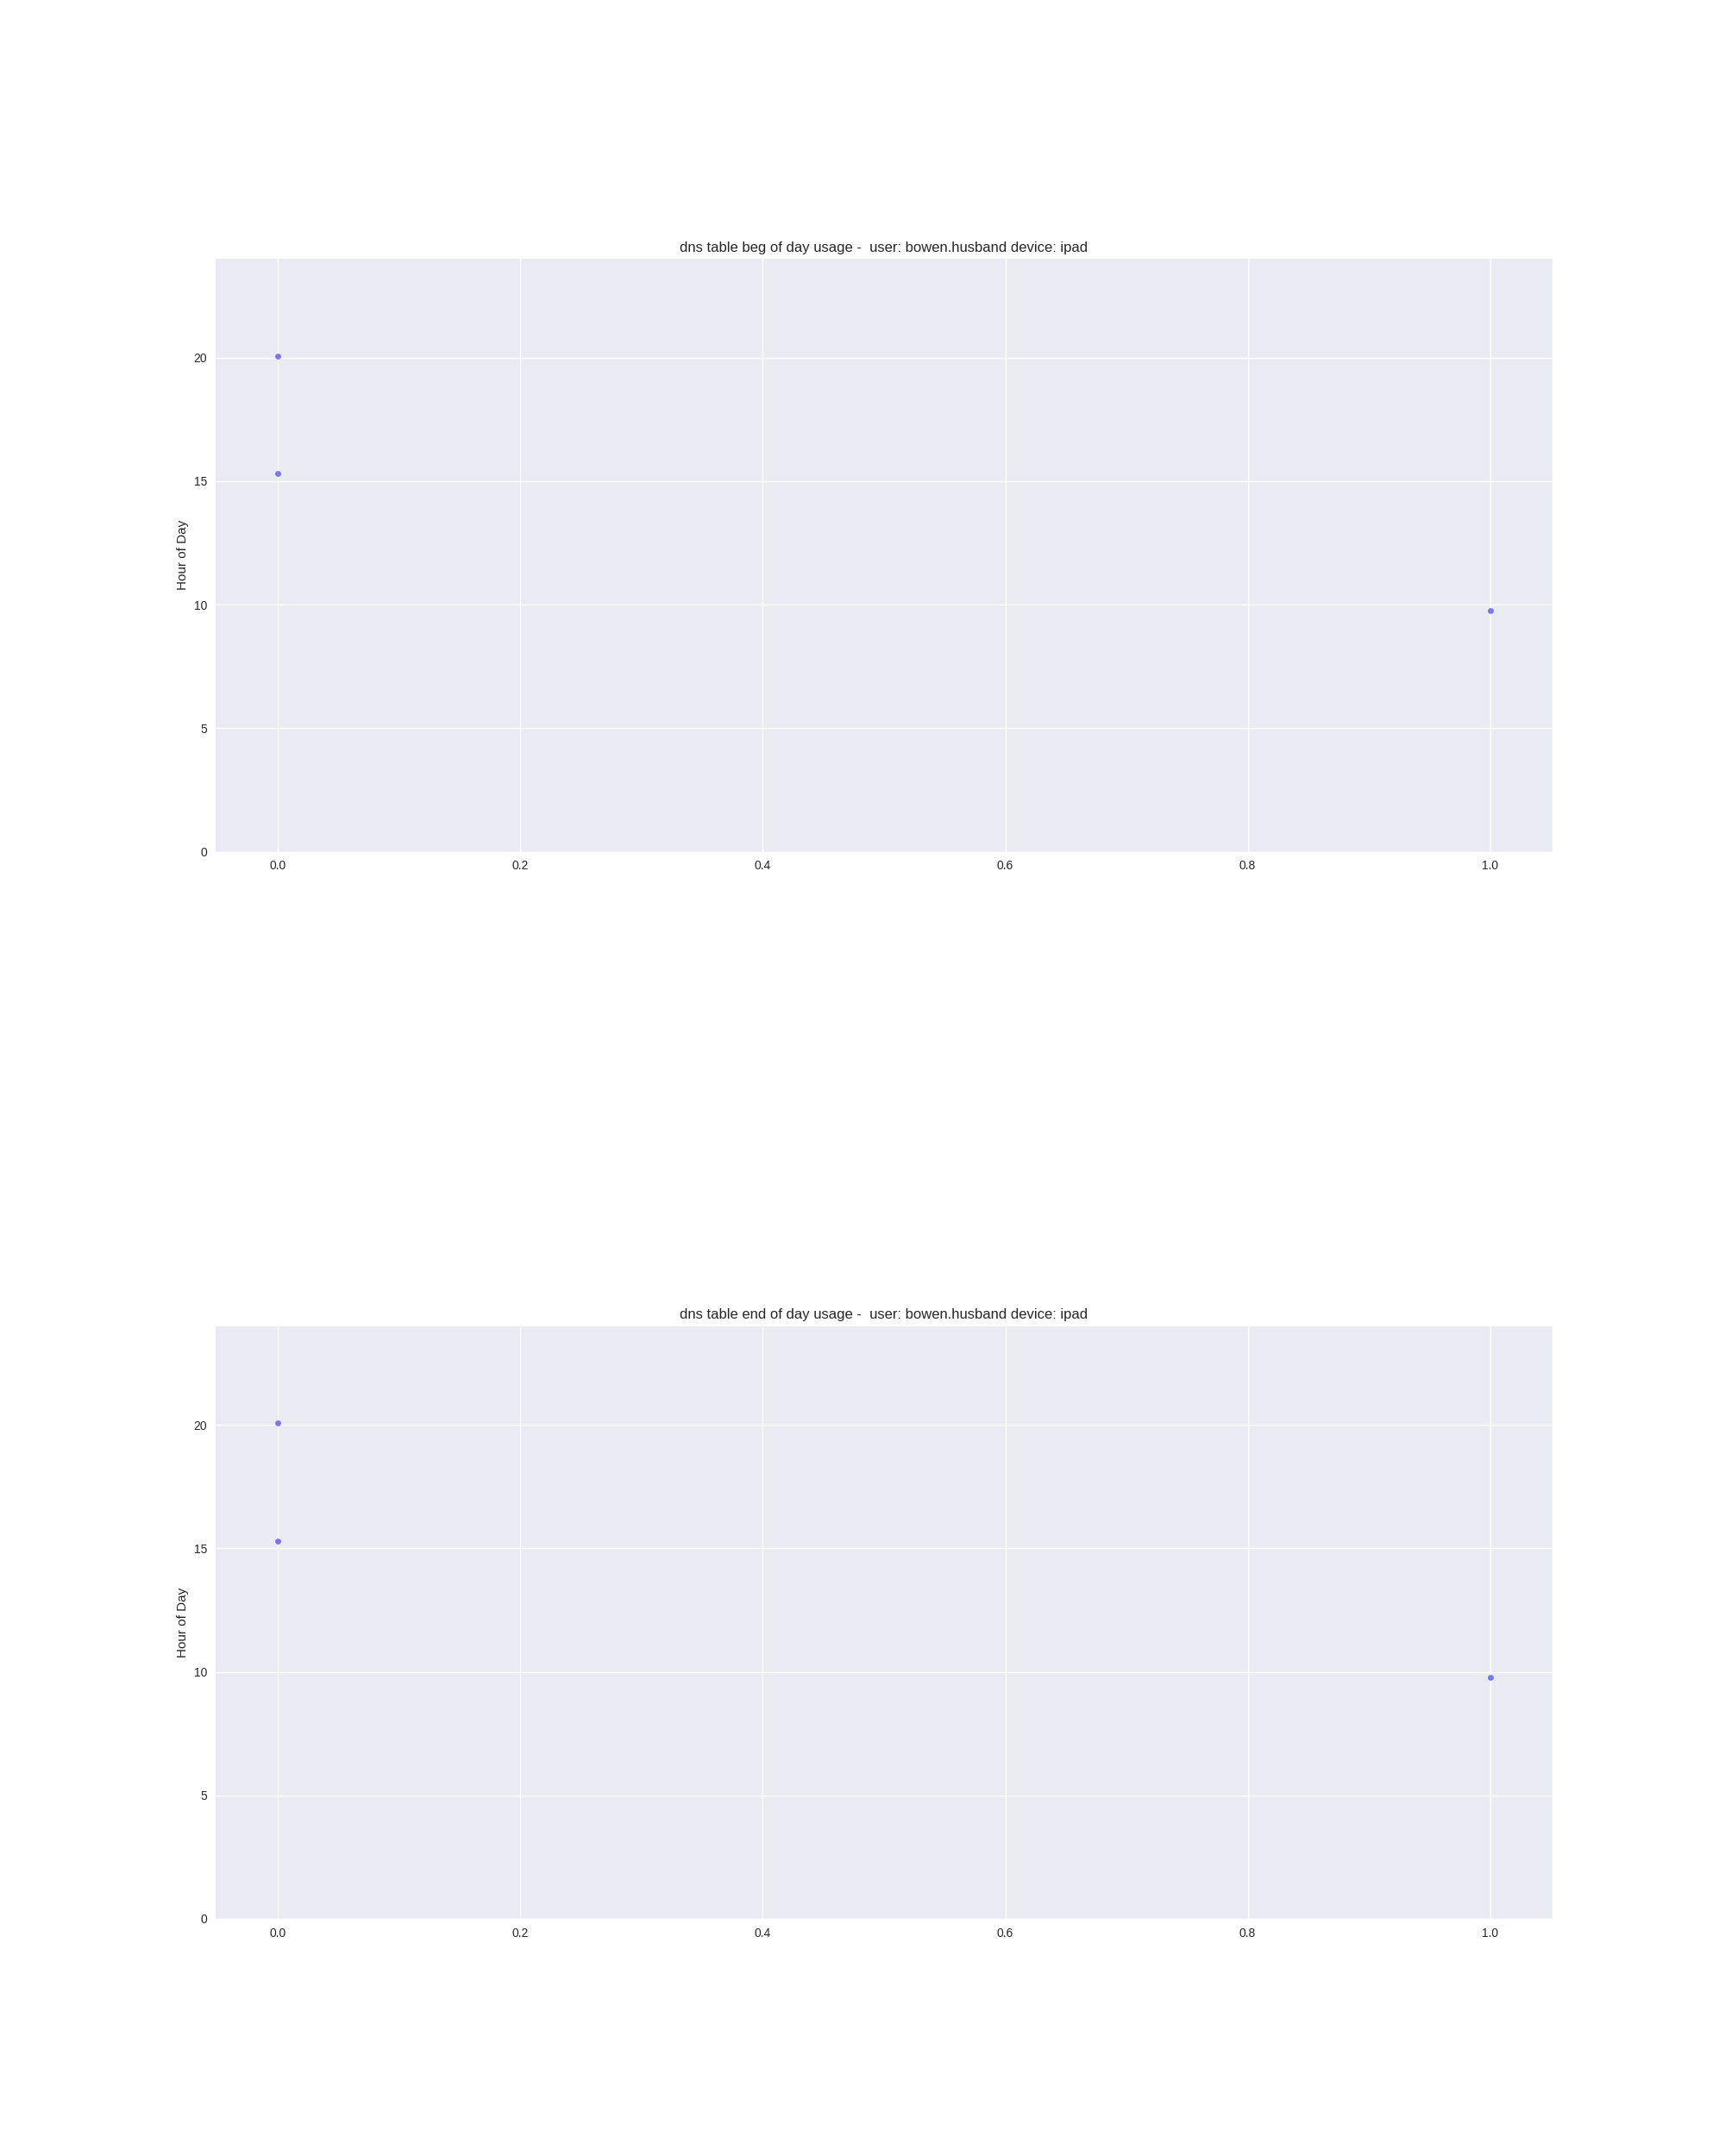 dns table beg of day usage -  user: bowen.husband device: ipad
20
15
10
5
0
Hour of Day
0.0 0.2 0.4 0.6 0.8 1.0
dns table end of day usage -  user: bowen.husband device: ipad
20
15
10
5
0
Hour of Day
0.0 0.2 0.4 0.6 0.8 1.0